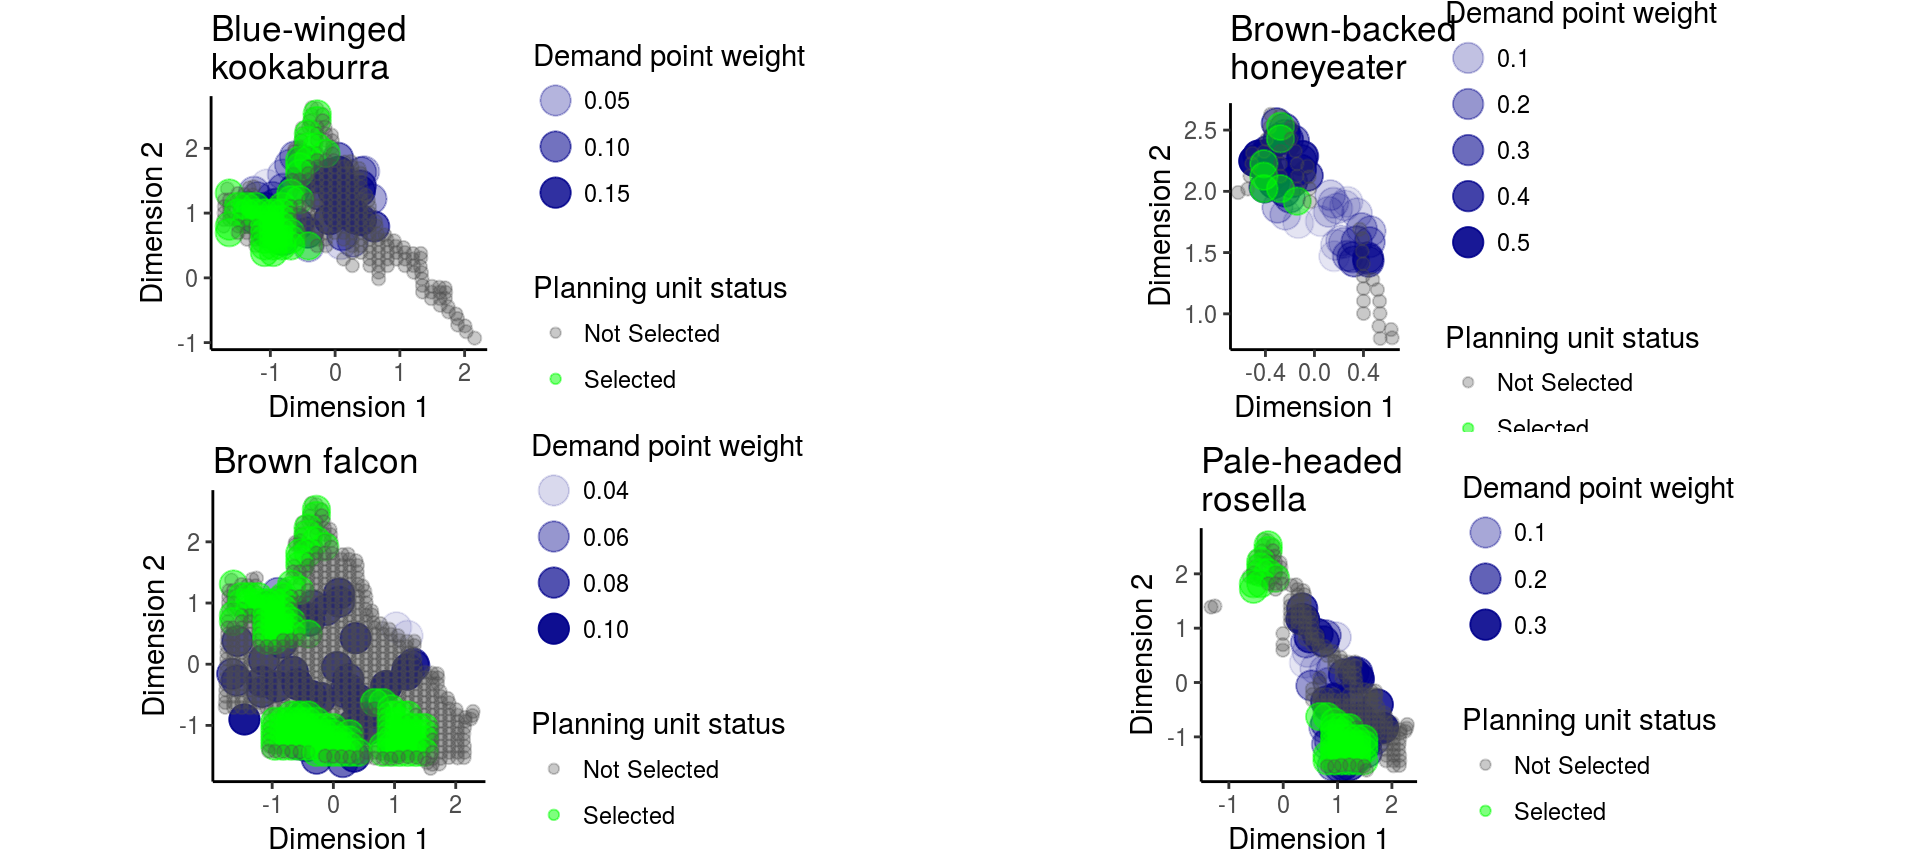 Blue-winged
kookaburra
Dimension 2
2
1
0
-1
-1 0 1 2
Dimension 1
Demand point weight
0.05
0.10
0.15
Planning unit status
Not Selected
Selected
Brown-backed
honeyeater
Dimension 2
2.5
2.0
1.5
1.0
-0.4 0.0 0.4
Dimension 1
Demand point weight
0.1
0.2
0.3
0.4
0.5
Planning unit status
Not Selected
Selected
Brown falcon
Dimension 2
2
1
0
-1
-1 0 1 2
Dimension 1
Demand point weight
0.04
0.06
0.08
0.10
Planning unit status
Not Selected
Selected
Pale-headed
rosella
Dimension 2
2
1
0
-1
-1 0 1 2
Dimension 1
Demand point weight
0.1
0.2
0.3
Planning unit status
Not Selected
Selected